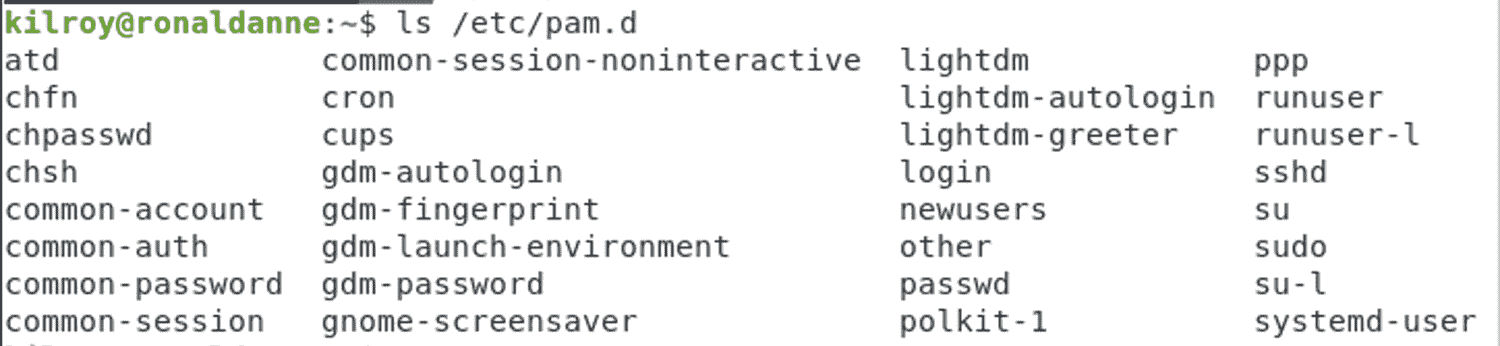 kilroy@ronaldanne:~$ ls /etc/pam.d
atd common-session-noninteractive lightdm ppp
chfn cron lightdm-autologin runuser
chpasswd cups lightdm-greeter runuser-l
chsh gdm-autologin login sshd
common-account gdm-fingerprint newusers su
common-auth gdm-launch-environment other sudo
common-password gdm-password passwd su-l
common-session gnome-screensaver polkit-1 systemd-user